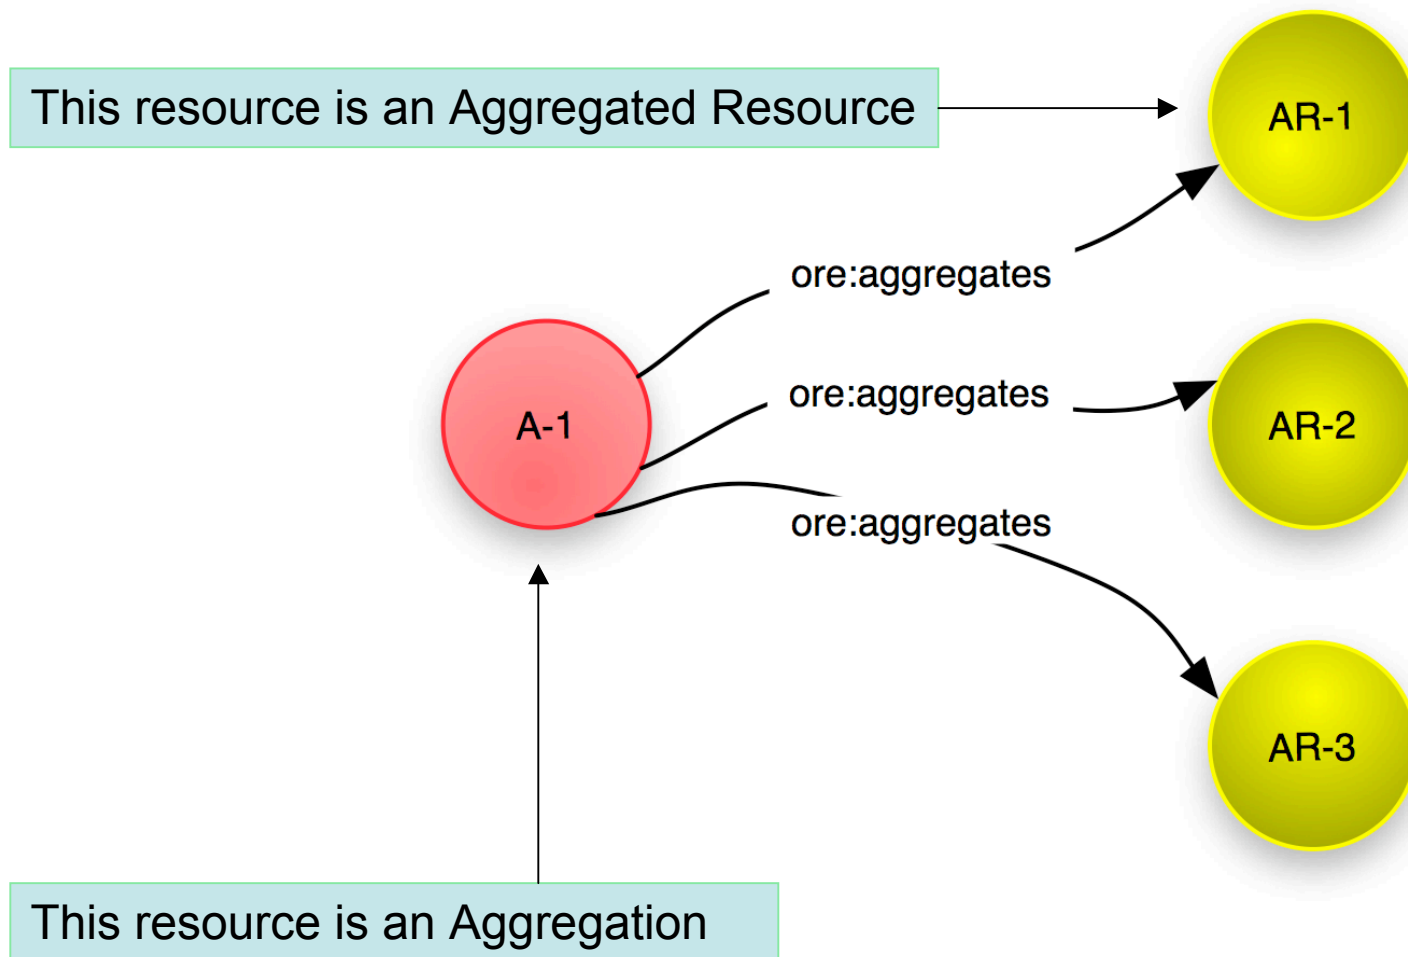 This resource is an Aggregated Resource
AR-1
ore:aggregates
ore:aggregates
A-1
AR-2
ore:aggregates
AR-3
This resource is an Aggregation